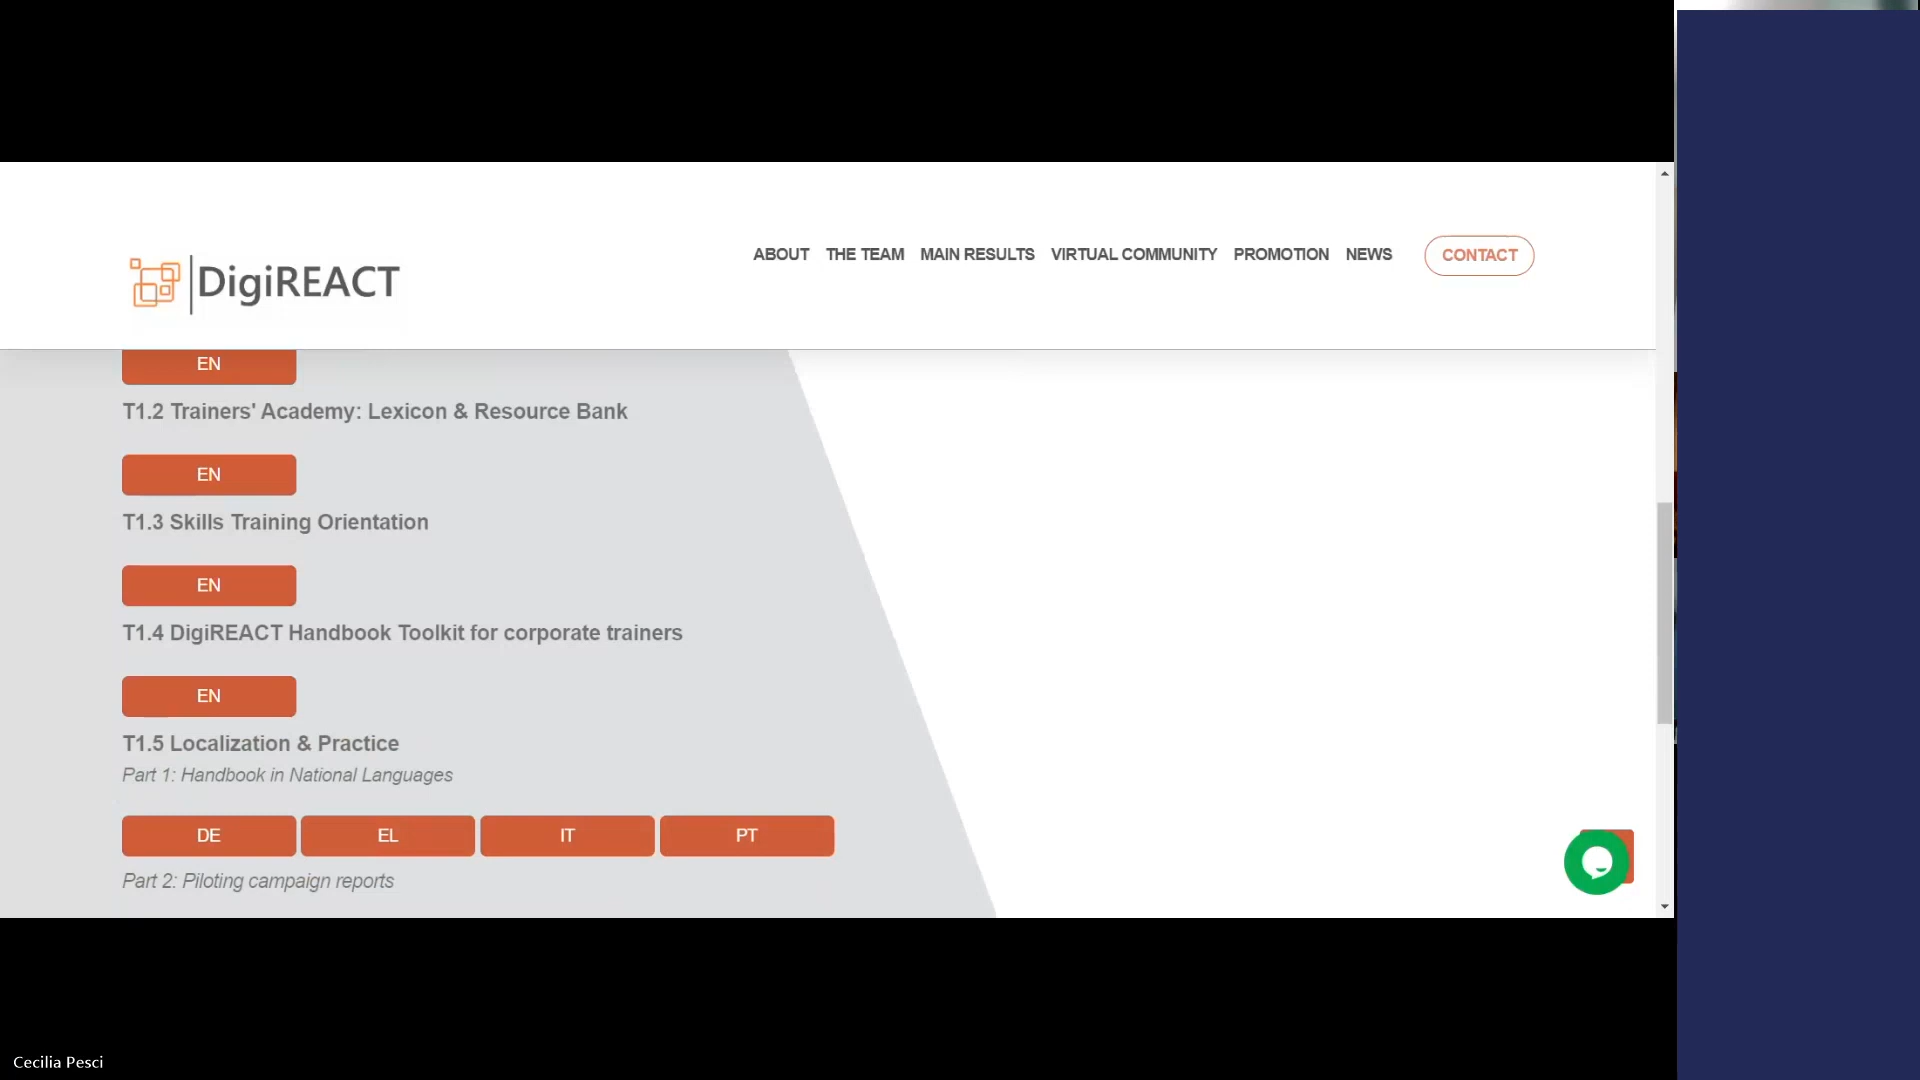 ABOUT THE TEAM MAIN RESULTS VIRTUAL COMMUNITY PROMOTION NEWS CONTACT
DigiREACT
EN
T1.2 Trainers' Academy: Lexicon & Resource Bank
EN
T1.3 Skills Training Orientation
EN
T1.4 DigiREACT Handbook Toolkit for corporate trainers
EN
T1.5 Localization & Practice
Part 1: Handbook in National Languages
DE EL IT PT
Part 2: Piloting campaign reports
Cecilia Pesci